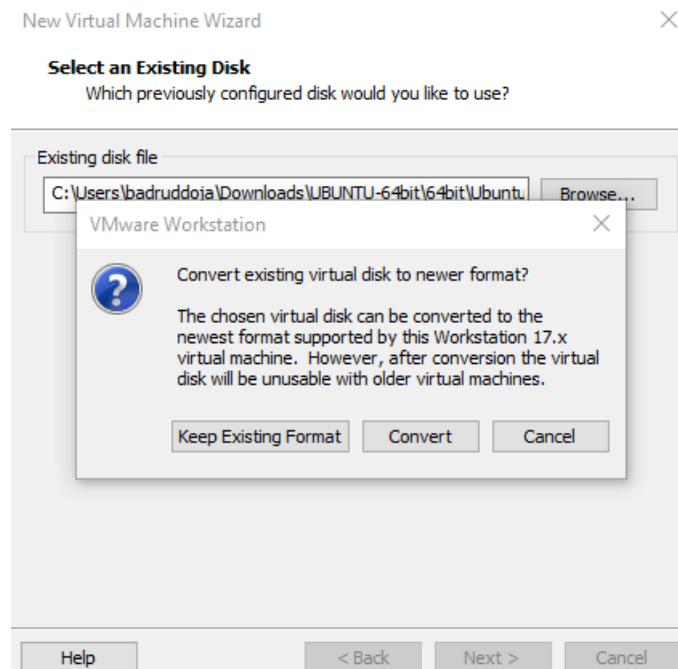 New Virtual Machine Wizard
Select an Existing Disk
Which previously configured disk would you like to use?
Existing disk file
C:\Users\badruddoja\Downloads\UBUNTU-64bit\64bit\Ubuntu
Browse...
VMware Workstation
Convert existing virtual disk to newer format?
The chosen virtual disk can be converted to the
newest format supported by this Workstation 17.x
virtual machine. However, after conversion the virtual
disk will be unusable with older virtual machines.
Keep Existing Format Convert Cancel
Help < Back Next > Cancel